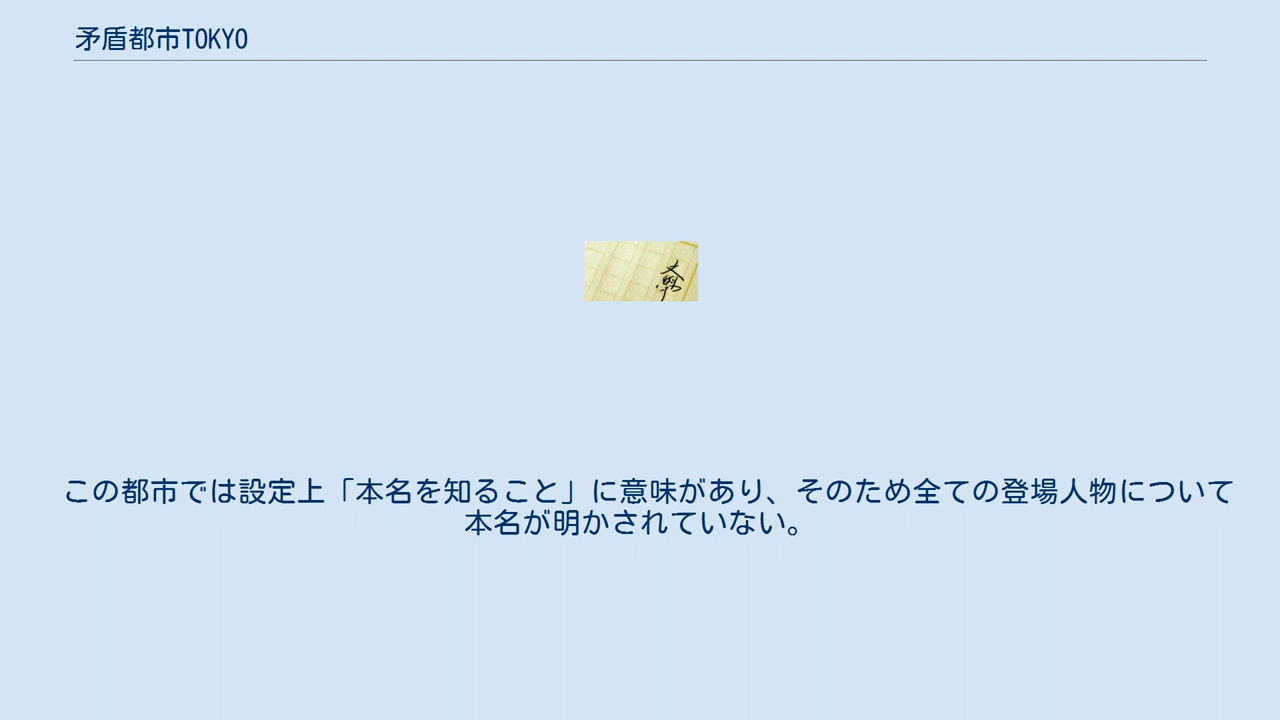 矛盾都市TOKYO
この都市では設定上「本名を知ること」に意味があり、そのため全ての登場人物について
本名が明かされていない。